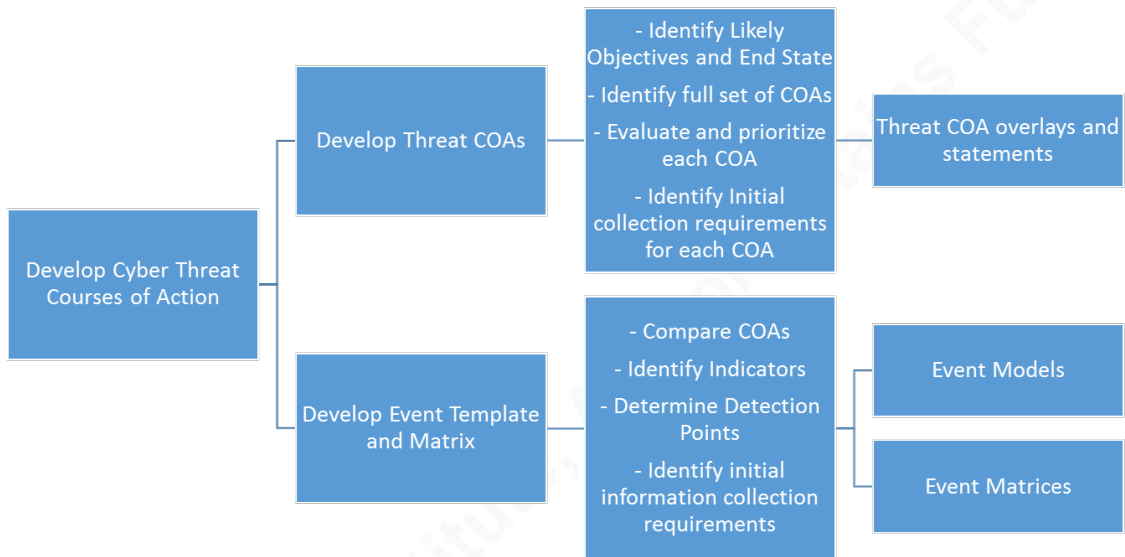 - Identify Likely
Objectives and End State
- Identify full set of COAs
- Evaluate and prioritize
each COA
- Identify Initial
collection requirements
for each COA
Develop Threat COAs
Threat COA overlays and
statements
Develop Cyber Threat
Courses of Action
Develop Event Template
and Matrix
- Compare COAs
- Identify Indicators
- Determine Detection
Points
- Identify initial
information collection
requirements
Event Models
Event Matrices